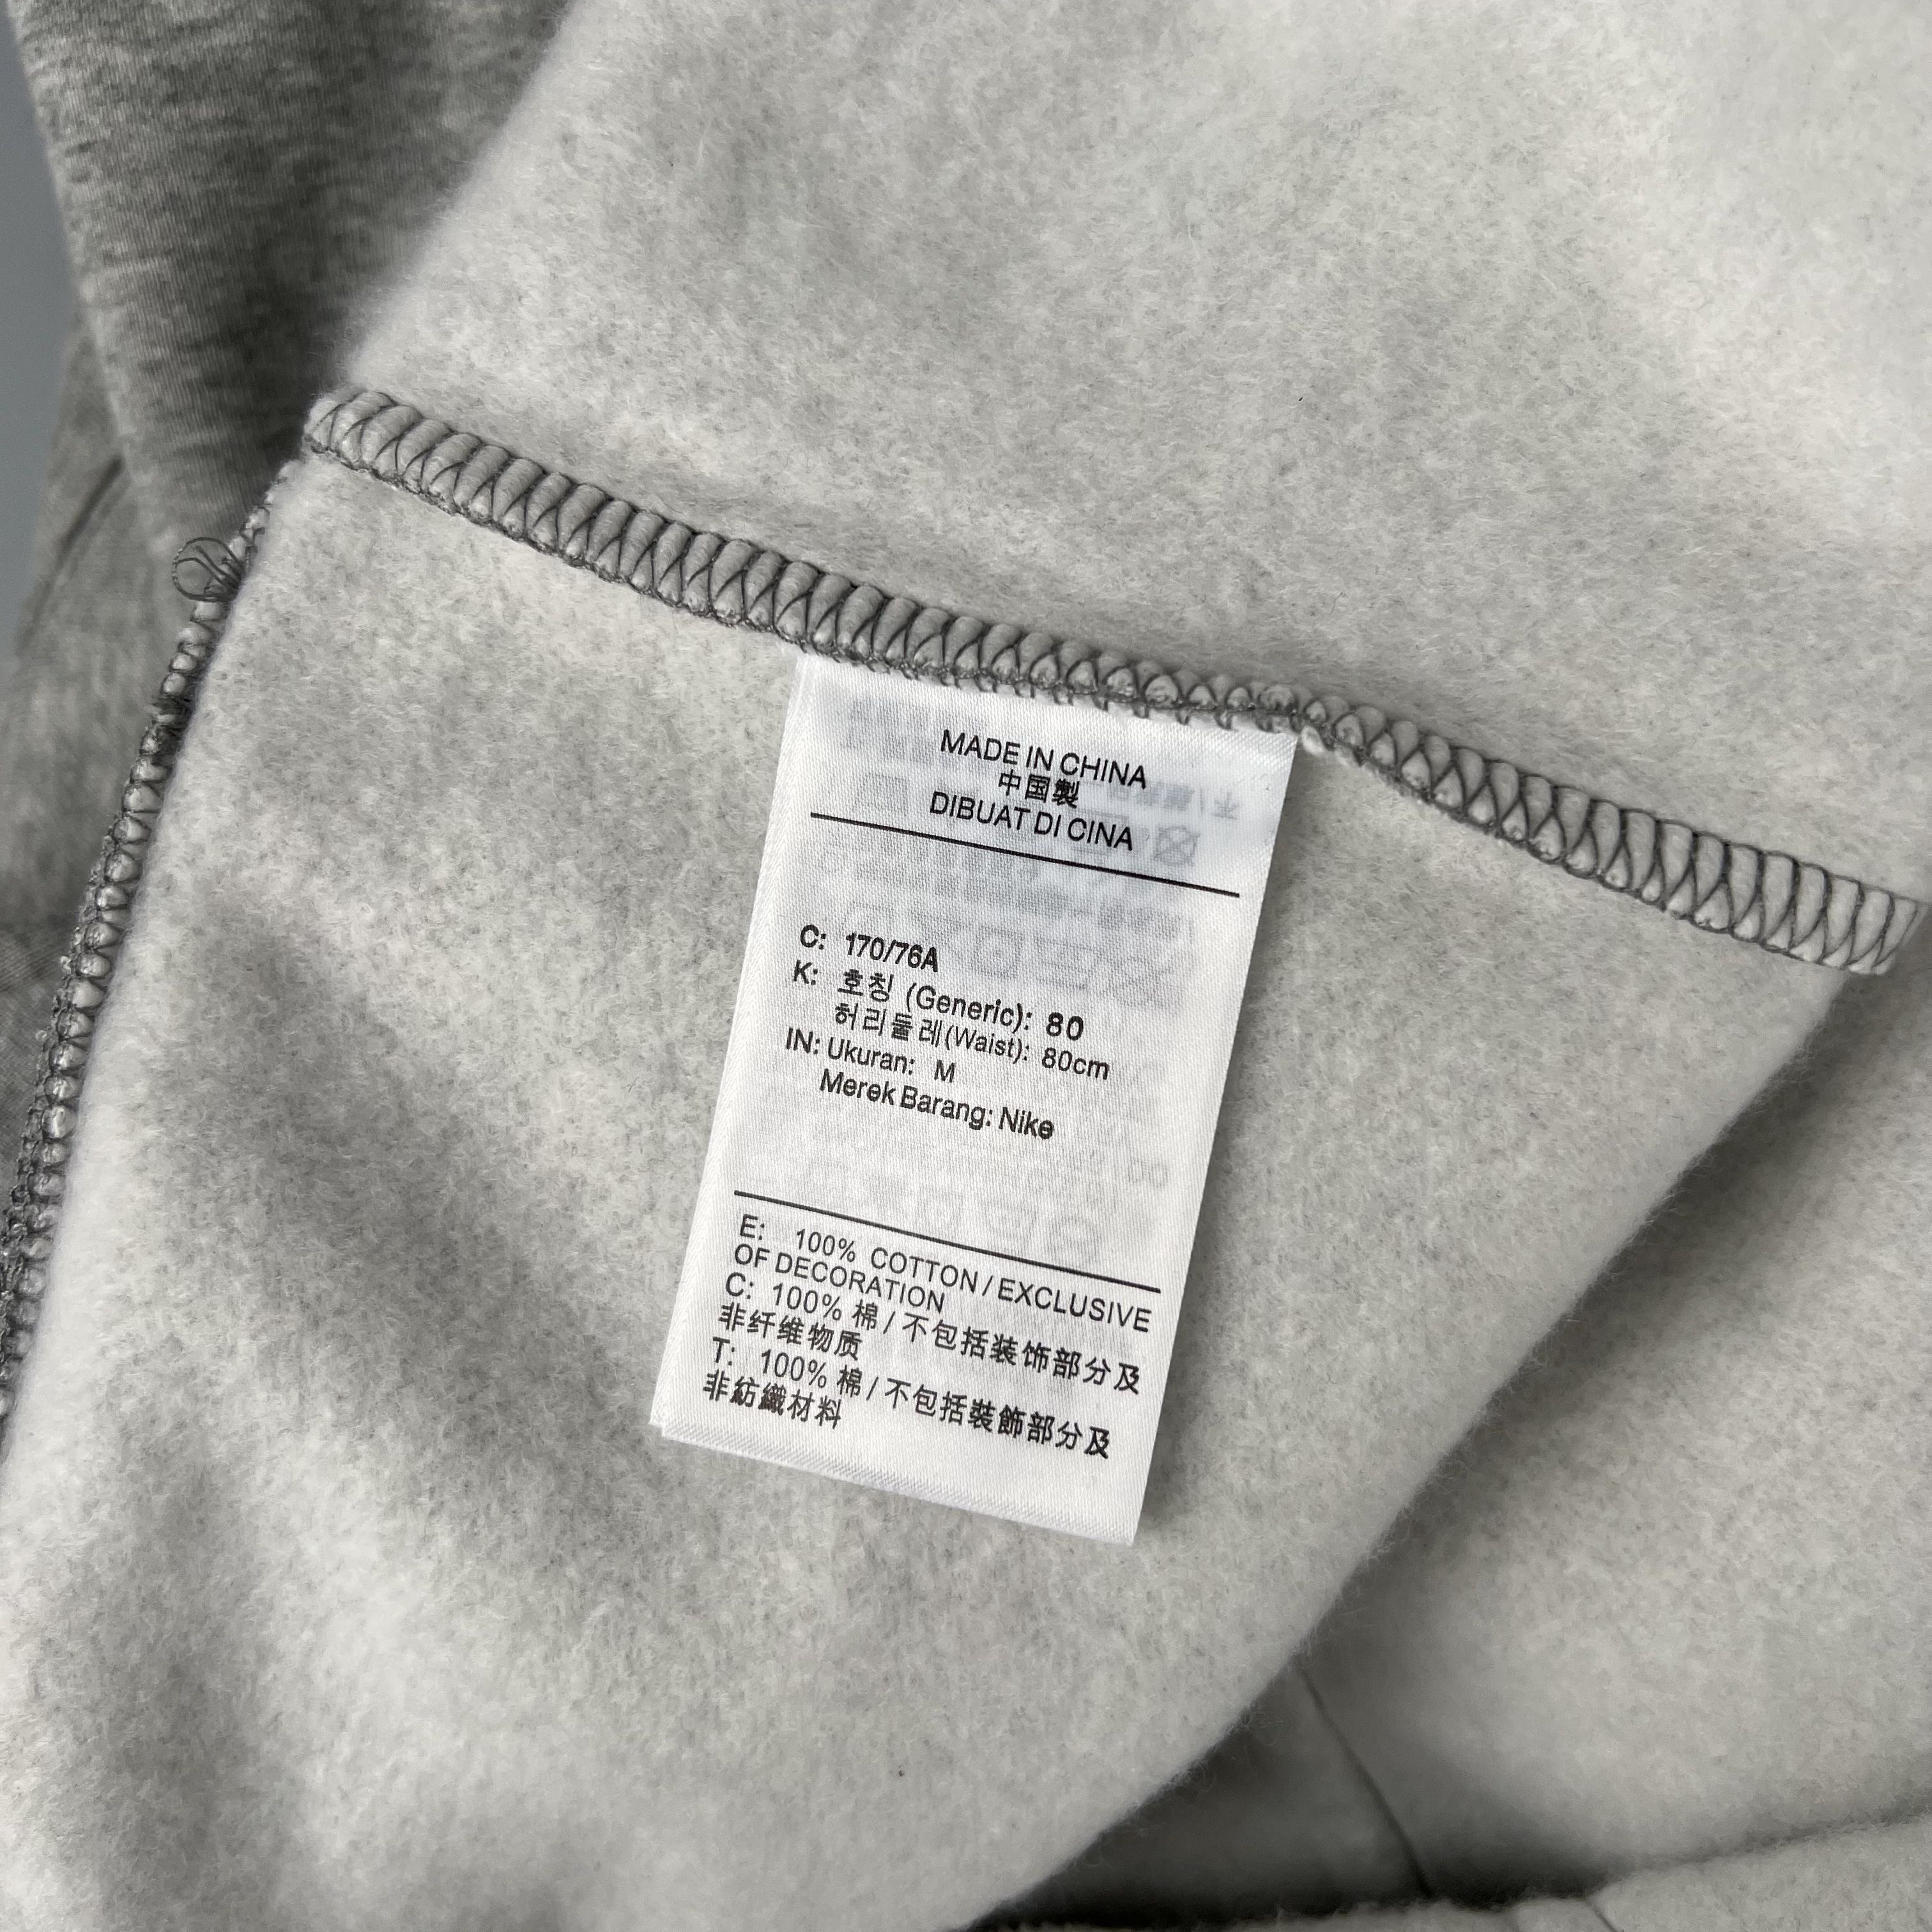 MADE IN CHINA
中国製
DIBUAT DI CINA
C: 170/76A
K: 호칭 (Generic): 80
허리둘레(Waist): 80cm
IN: Ukuran: M
Merek Barang: Nike
E: 100% COTTON / EXCLUSIVE
OF DECORATION
C: 100% 棉 / 不包括装饰部分及
非纤维物质
T: 100% 棉 / 不包括裝飾部分及
非紡織材料